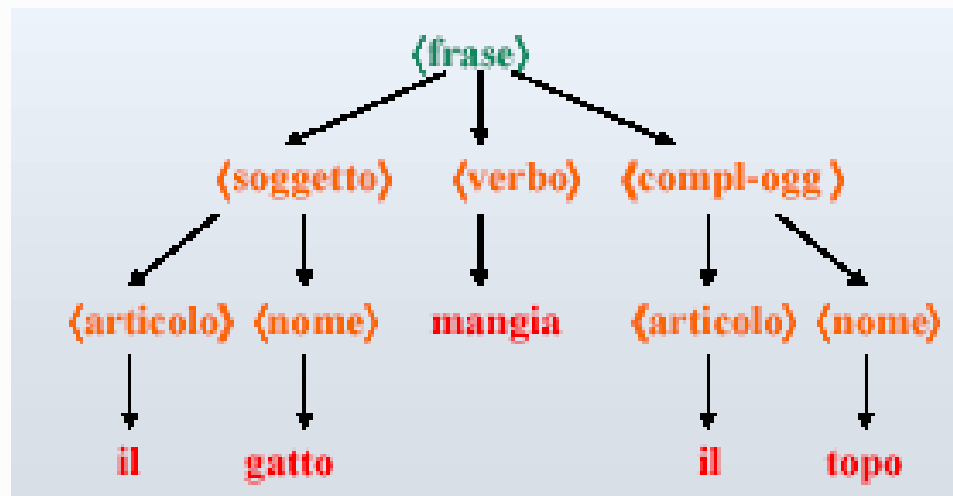 ⟨frase⟩
⟨soggetto⟩ ⟨verbo⟩ ⟨compl-ogg ⟩
⟨articolo⟩ ⟨nome⟩ mangia ⟨articolo⟩ ⟨nome⟩
il gatto il topo